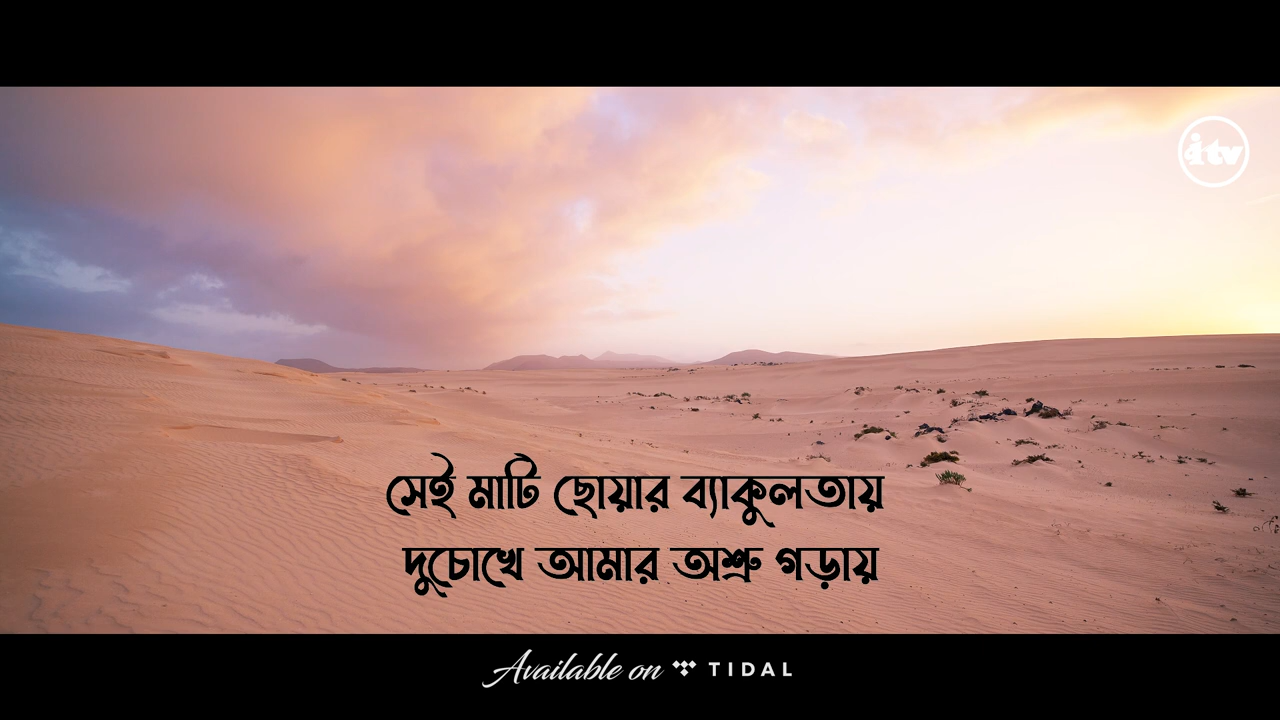 itv
সেই মাটি ছোয়ার ব্যাকুলতায়
দুচোখে আমার অশ্রু গড়ায়
Available on TIDAL